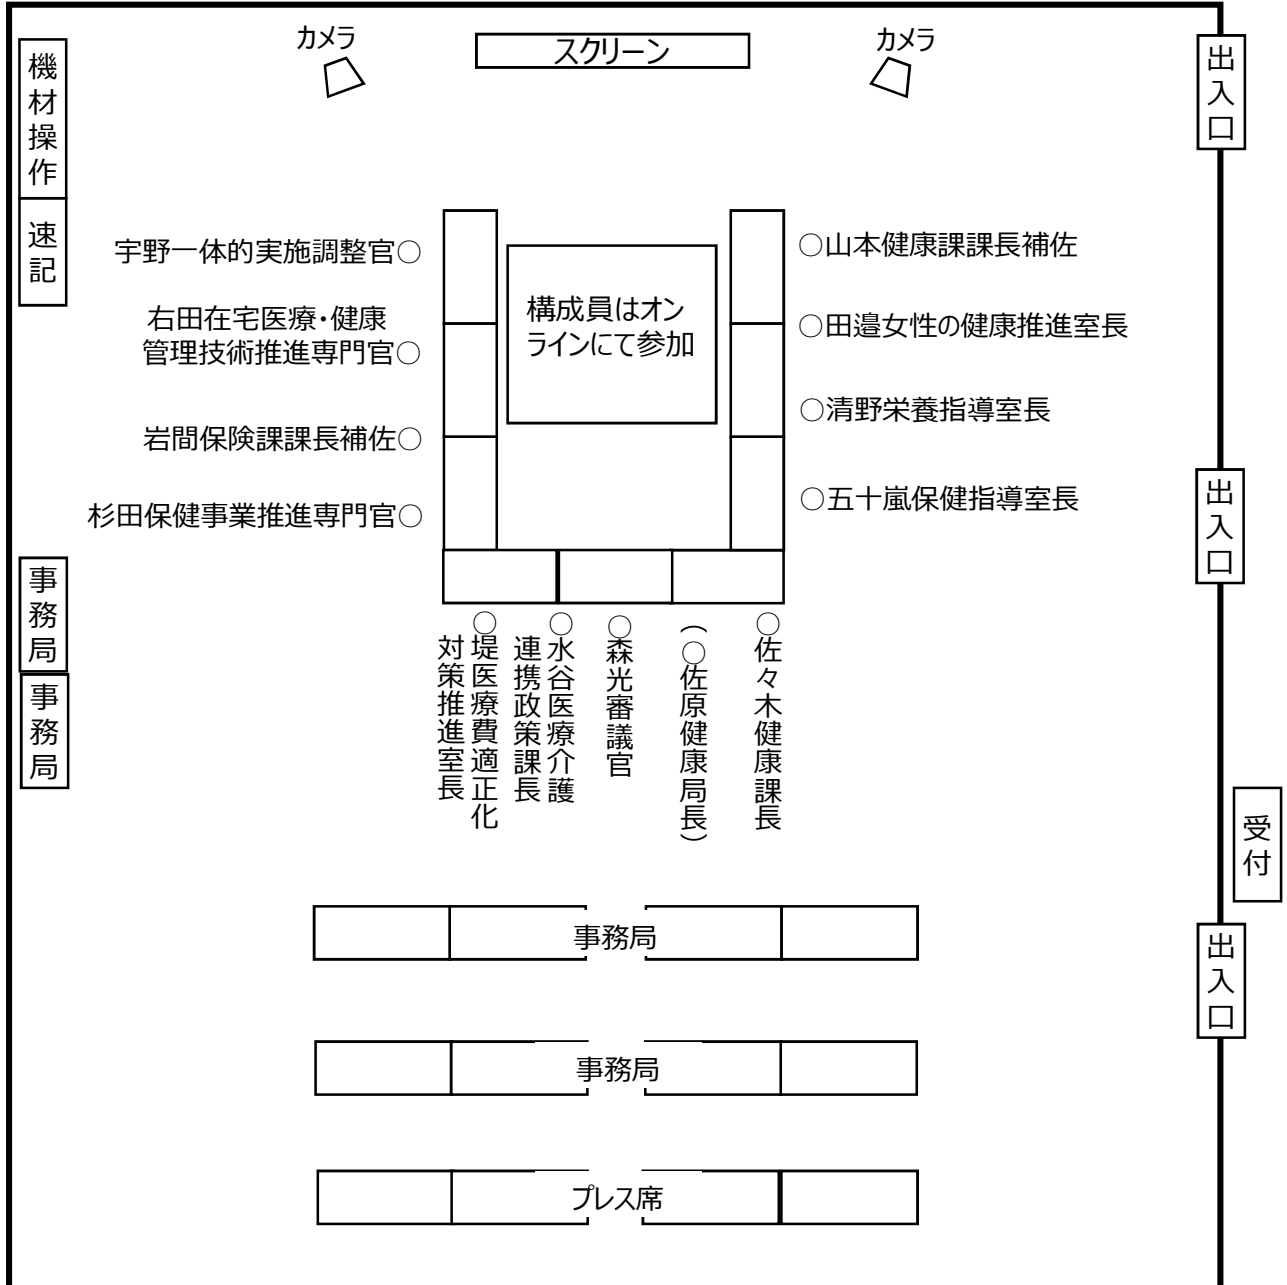 カメラ
スクリーン
カメラ
機材操作
速記
出入口
宇野一体的実施調整官○
右田在宅医療・健康
管理技術推進専門官○
岩間保険課課長補佐○
杉田保健事業推進専門官○
構成員はオン
ラインにて参加
○山本健康課課長補佐
○田邉女性の健康推進室長
○清野栄養指導室長
○五十嵐保健指導室長
出入口
事務局
事務局
○佐々木健康課長
(○佐原健康局長)
○森光審議官
○水谷医療介護
連携政策課長
○堤医療費適正化
対策推進室長
受付
出入口
事務局
事務局
プレス席